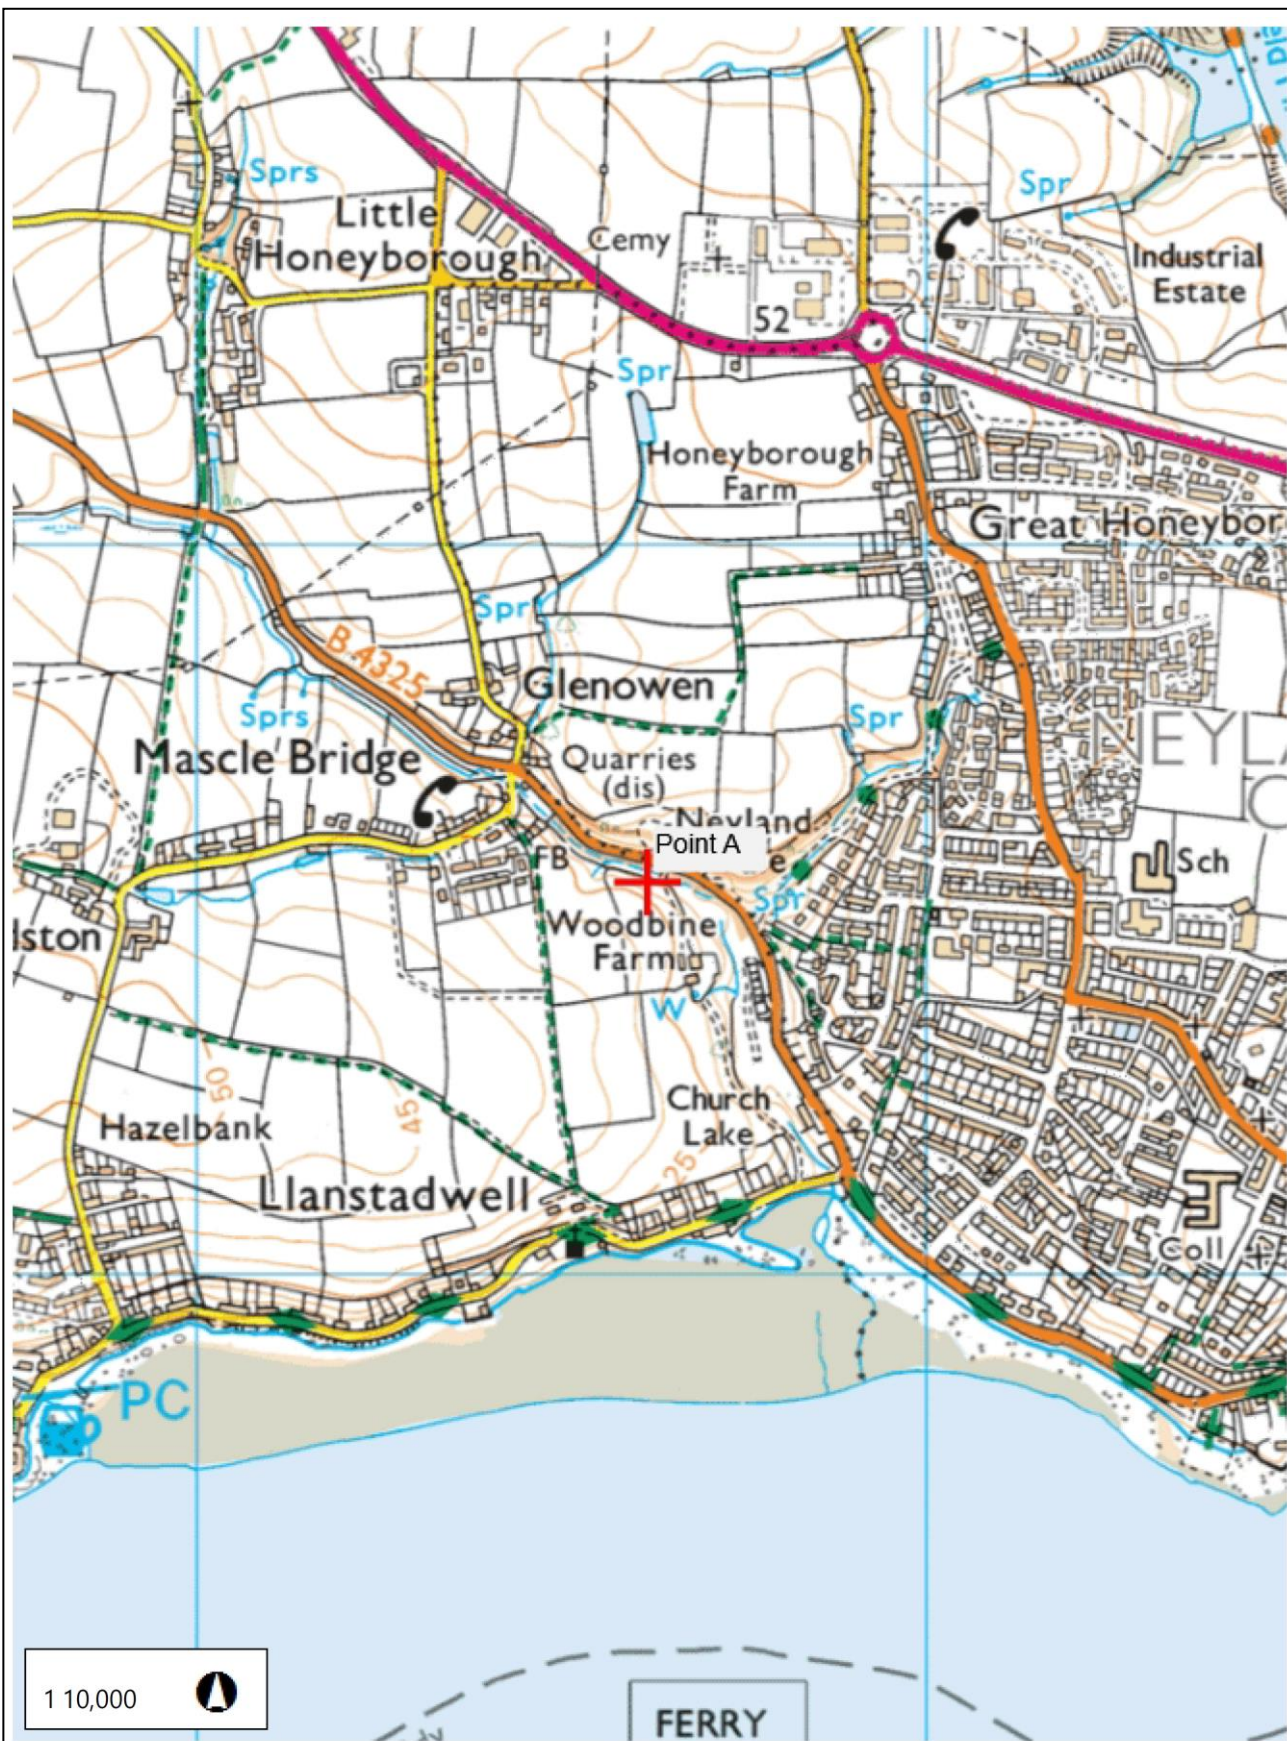 Sprs
Spr
Little
Honeyborough
Cemy
Industrial
Estate
52
Spr
Honeyborough
Farm
Great Honeybor
Spr
B 4325
Glenowen
Sprs
Spr
NEYLA
Mascle Bridge
Quarries
(dis)
Neyland
Point A
FB
e
Sch
Spr
Woodbine
Farm
lston
W
50
45
Church
Lake
Hazelbank
25
Llanstadwell
Coll
PC
1 10,000
FERRY